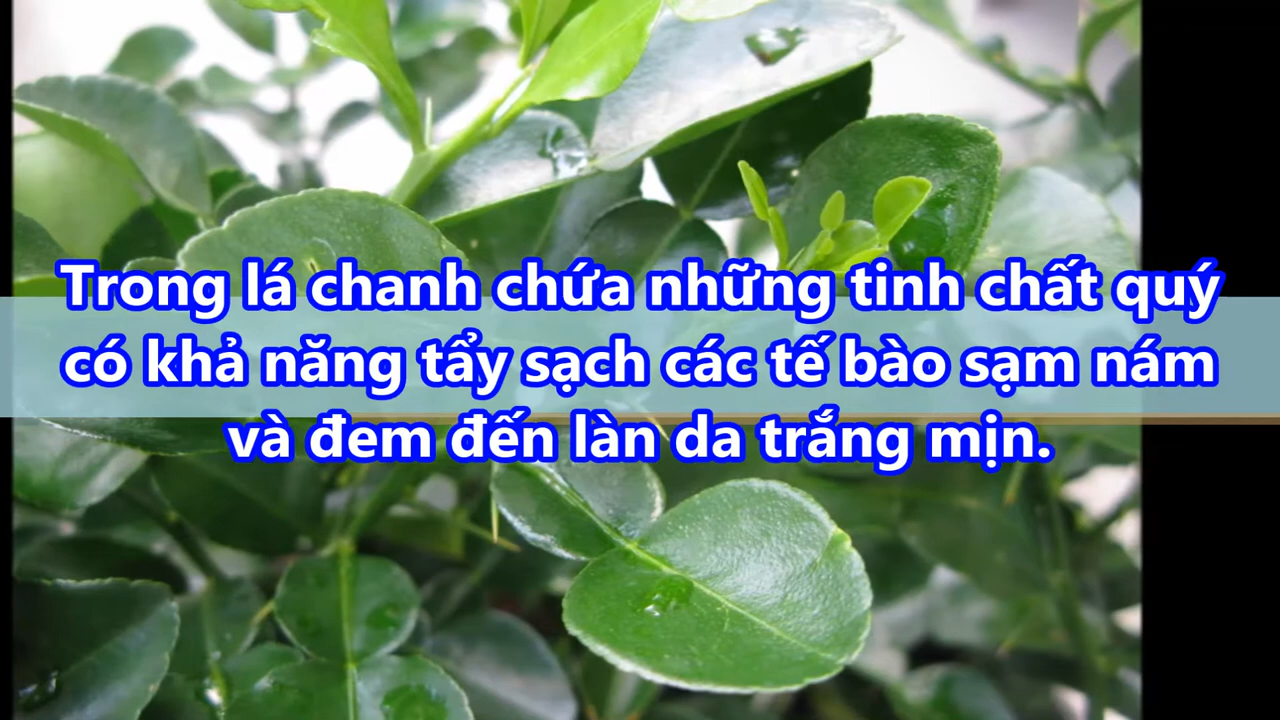 Trong lá chanh chứa những tinh chất quý
có khả năng tẩy sạch các tế bào sạm nám
và đem đến làn da trắng mịn.